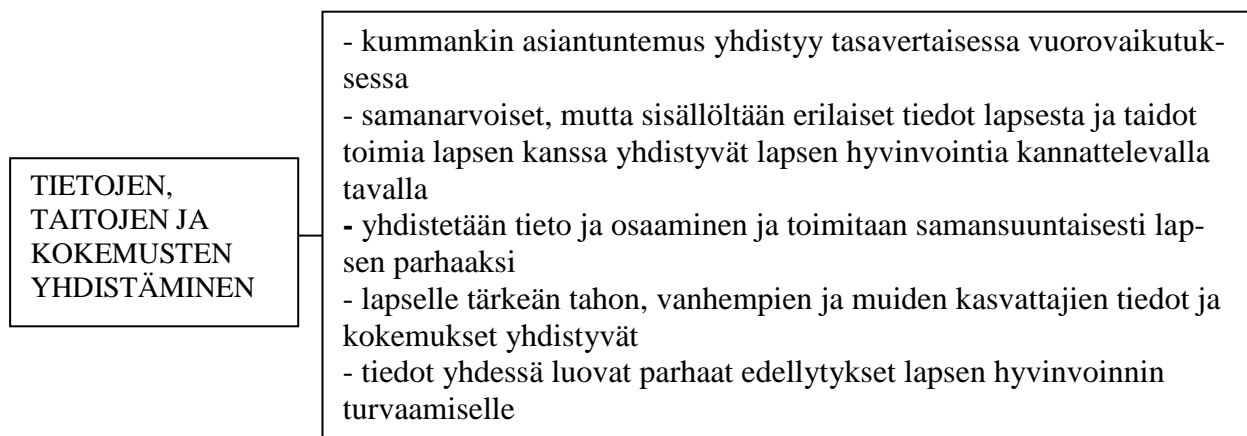 TIETOJEN,
TAITOJEN JA
KOKEMUSTEN
YHDISTÄMINEN
- kummankin asiantuntemus yhdistyy tasavertaisessa vuorovaikutuk-
sessa
- samanarvoiset, mutta sisällöltään erilaiset tiedot lapsesta ja taidot
toimia lapsen kanssa yhdistyvät lapsen hyvinvointia kannattelevalla
tavalla
- yhdistetään tieto ja osaaminen ja toimitaan samansuuntaisesti lap-
sen parhaaksi
- lapselle tärkeän tahon, vanhempien ja muiden kasvattajien tiedot ja
kokemukset yhdistyvät
- tiedot yhdessä luovat parhaat edellytykset lapsen hyvinvoinnin
turvaamiselle